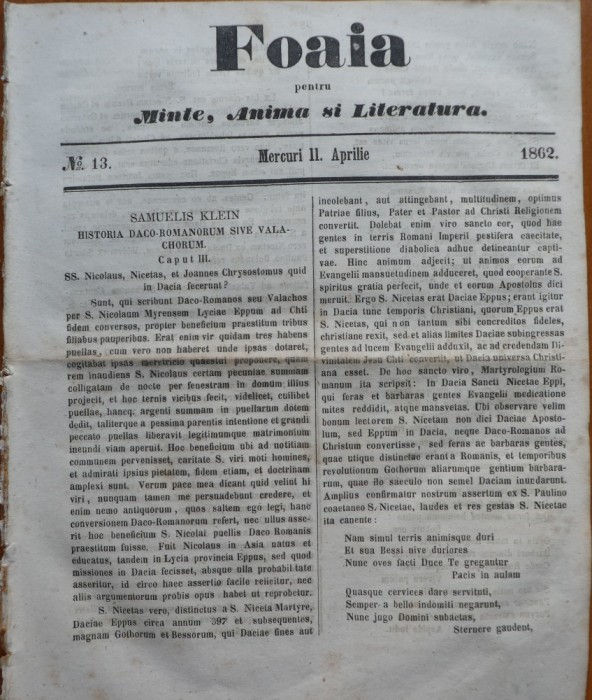 Foaia
pentru
Minte, Anima si Literatura.
№ 13.
Mercuri 11. Aprilie
1862.
SAMUELIS KLEIN
HISTORIA DACO-ROMANORUM SIVE VALA-
CHORUM.
Caput III.
SS. Nicolaus, Nicetas, et Joannes Chrysostomus quid
in Dacia fecerunt?
Sunt, qui scribunt Daco-Romanos seu Valachos
per S. Nicolaum Myrensem Lyciae Eppum ad Chti
fidem conversos, propter beneficium praestitum tribus
filiabus pauperibus. Erat enim vir quidam tres habens
puellas, cum vero non haberet unde ipsas dotaret,
cogitabat ipsas meretricio quaestui proponere, quam
rem inaudiens S. Nicolaus certam pecuniae summam
colligatam de nocte per fenestram in domum illius
projecit, et hoc ternis vicibus fecit, videlicet, cuilibet
puellae, hancq. argenti summam in puellarum dotem
dedit, taliterque a pessima parentis intentione et grandi
peccato puellas liberavit legitimumque matrimonium
ineundi viam aperuit. Hoc beneficium ubi ad notitiam
communem pervenisset, caritate S. viri moti homines,
et admirati ipsius pietatem, fidem etiam, et doctrinam
amplexi sunt. Verum pace mea dicant quid velint hi
viri, nunquam tamen me persuadebunt credere, et
enim nemo antiquorum, quos saltem ego legi, hanc
conversionem Daco-Romanorum refert, nec ullus asse-
rit hoc beneficium S. Nicolai puellis Daco Romanis
praestitum fuisse. Fuit Nicolaus in Asia natus et
educatus, tandem in Lycia provincia Eppus, sed quod
missiones in Dacia fecisset, absque ulla probabilitate
asseritur, id circo haec assertio facile reiicitur, nec
aliis argumentorum probis opus habet ut reprobetur.
S. Nicetas vero, distinctus a S. Niceta Martyre,
Daciae Eppus circa annum 397 et subsequentes,
magnam Gothorum et Bessorum, qui Daciae fines aut
incolebant, aut attingebant, multitudinem, optimus
Patriae filius, Pater et Pastor ad Christi Religionem
convertit. Dolebat enim viro sancto cor, quod hae
gentes in terris Romani Imperii pestifera caecitate,
et superstitione diabolica adhuc detineantur capti-
vae. Hinc animum adjecit; ut animos eorum ad
Evangelii mansuetudinem adduceret, quod cooperante S.
spiritus gratia perfecit, unde et eorum Apostolus dici
meruit. Ergo S. Nicetas erat Daciae Eppus; erant igitur
in Dacia tunc temporis Christiani, quorum Eppus erat
S. Nicetas, qui non tantum sibi concreditos fideles,
christiane rexit, sed et alias limites Daciae subingressas
gentes ad lucem Evangelii adduxit, ac ad credendam Di-
vinitatem Jesu Chti convertit, ut Dacia universa Christi-
ana esset. De hoc sancto viro, Martyrologium Ro-
manum ita scripsit: In Dacia Sancti Nicetae Eppi,
qui feras et barbaras gentes Evangelii medicatione
mites reddidit, atque mansvetas. Ubi observare velim
bonum lectorem S. Nicetam non dici Daciae Aposto-
lum, sed Eppum in Dacia, neque Daco-Romanos ad
Christum convertisse, sed feras ac barbaras gentes,
quae utique distinctae erant a Romanis, et temporibus
revolutionum Gothorum aliarumque gentium barbara-
rum, quae illo saeculo non semel Daciam inundarunt.
Amplius confirmatur nostram assertum ex S. Paulino
coaetaneo S. Nicetae, laudes et res gestas S. Nicetae
ita canente:
Nam simul terris animisque duri
Et sua Bessi nive duriores
Nunc oves facti Duce Te gregantur
Pacis in aulam
Quasque cervices dare servituti,
Semper a bello indomiti negarunt,
Nunc jugo Domini subactas,
Sternere gaudent,